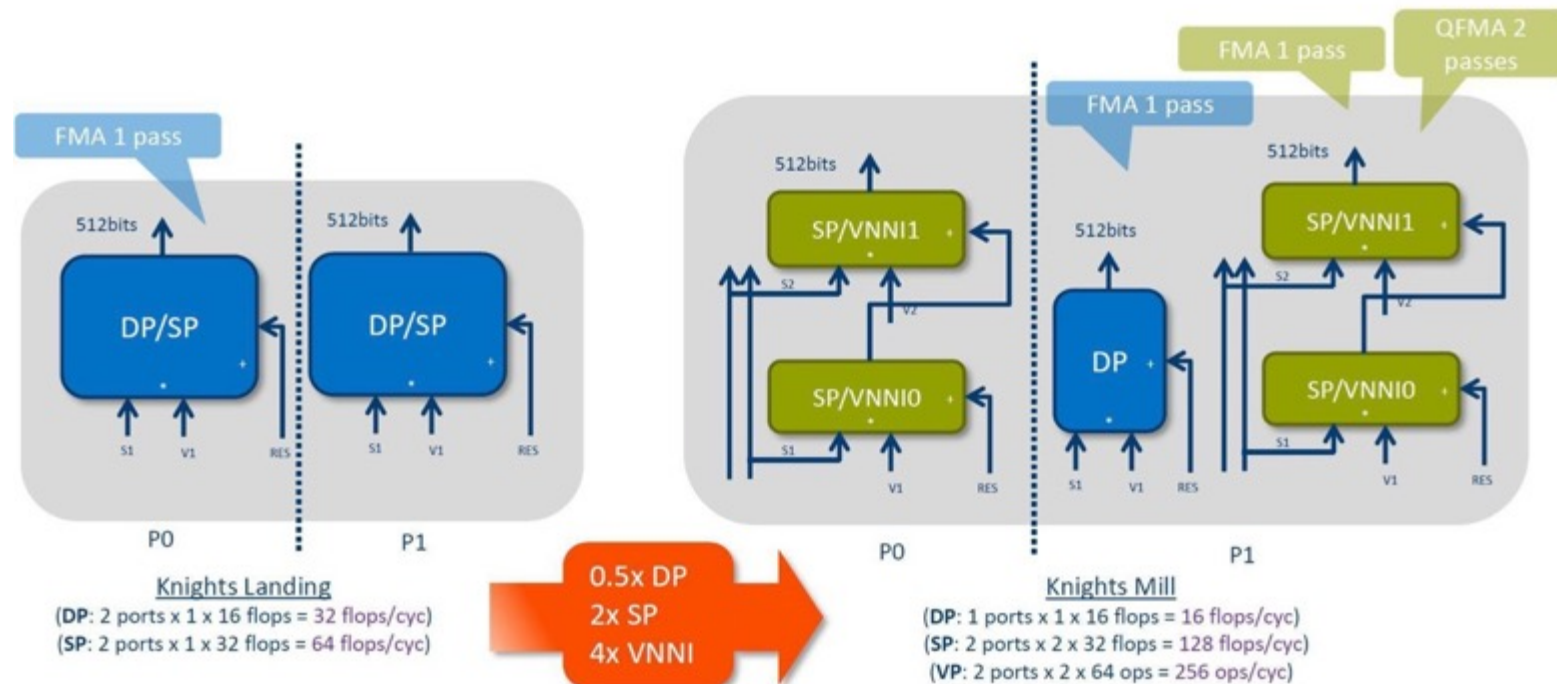 FMA 1 pass
512bits
DP/SP
+
*
S1
V1
RES
512bits
DP/SP
+
*
S1
V1
RES
P0
P1
Knights Landing
(DP: 2 ports x 1 x 16 flops = 32 flops/cyc)
(SP: 2 ports x 1 x 32 flops = 64 flops/cyc)
0.5x DP
2x SP
4x VNNI
FMA 1 pass
FMA 1 pass
QFMA 2
passes
512bits
SP/VNNI1
+
*
S2
V2
SP/VNNI0
+
*
S1
V1
RES
512bits
DP
+
*
S1
V1
RES
512bits
SP/VNNI1
+
*
S2
V2
SP/VNNI0
+
*
S1
V1
RES
P0
P1
Knights Mill
(DP: 1 ports x 1 x 16 flops = 16 flops/cyc)
(SP: 2 ports x 2 x 32 flops = 128 flops/cyc)
(VP: 2 ports x 2 x 64 ops = 256 ops/cyc)